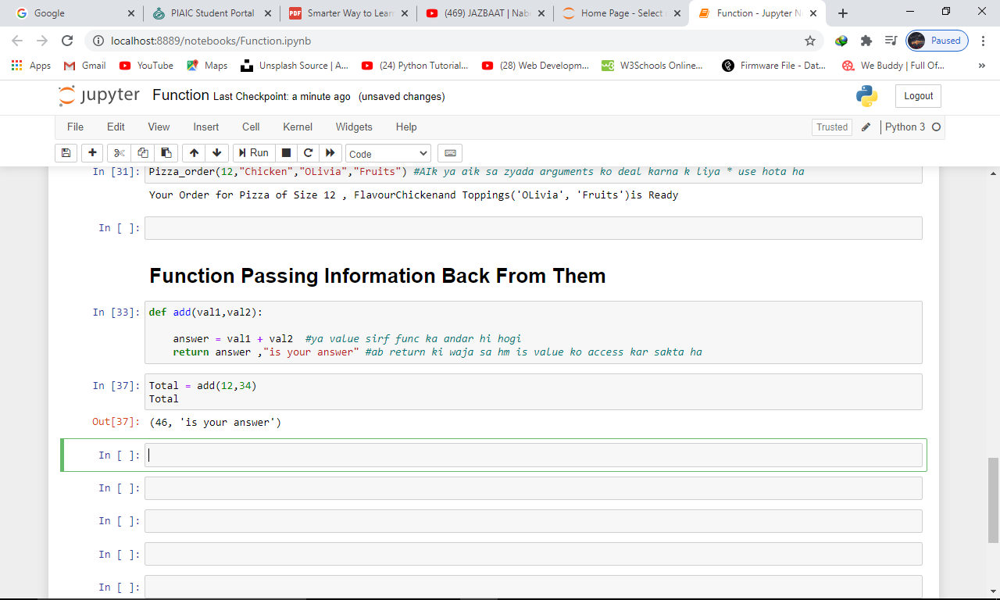 Google
PIAIC Student Portal
PDF
Smarter Way to Lear
(469) JAZBAAT | Nab
Home Page - Select
Function - Jupyter N
localhost:8889/notebooks/Function.ipynb
Paused
Apps
Gmail
YouTube
Maps
Unsplash Source | A...
(24) Python Tutorial...
(28) Web Developm...
W3Schools Online...
Firmware File - Dat...
We Buddy | Full Of...
»
jupyter Function Last Checkpoint: a minute ago (unsaved changes)
Logout
File Edit View Insert Cell Kernel Widgets Help
Trusted
Python 3
Run
Code
In [31]: Pizza_order(12,"Chicken","OLivia","Fruits") #AIk ya aik sa zyada arguments ko deal karna k liya * use hota ha
Your Order for Pizza of Size 12 , FlavourChickenand Toppings('OLivia', 'Fruits')is Ready
In [ ]:
Function Passing Information Back From Them
In [33]: def add(val1,val2):
answer = val1 + val2  #ya value sirf func ka andar hi hogi
return answer ,"is your answer" #ab return ki waja sa hm is value ko access kar sakta ha
In [37]: Total = add(12,34)
Total
Out[37]: (46, 'is your answer')
In [ ]:
In [ ]:
In [ ]:
In [ ]:
In [ ]: